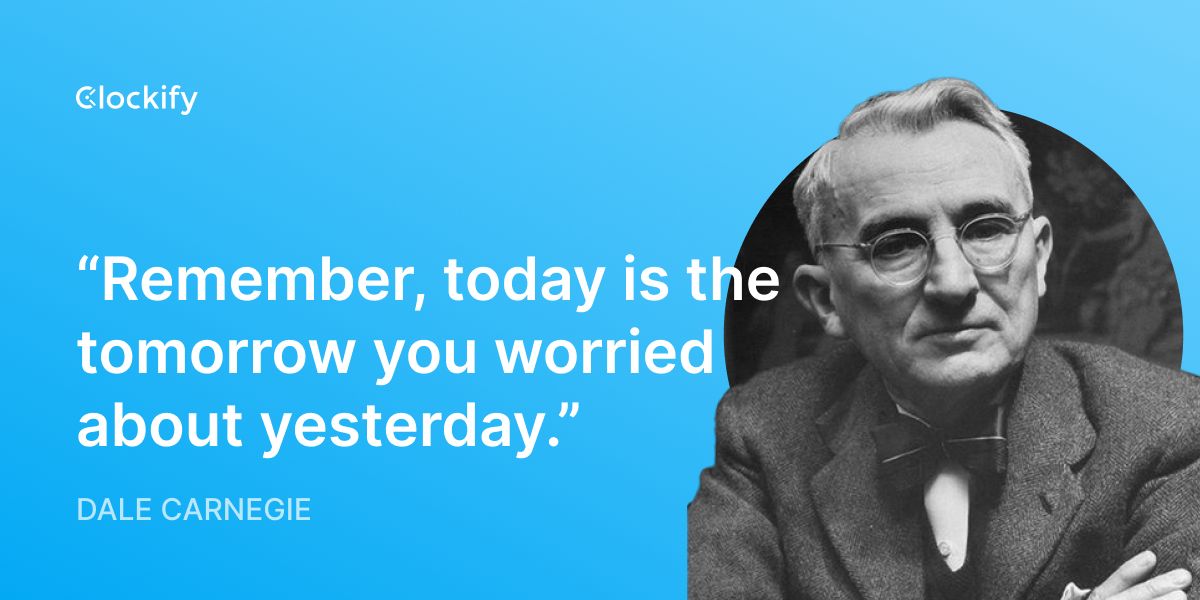 Clockify
“Remember, today is the
tomorrow you worried
about yesterday.”
DALE CARNEGIE